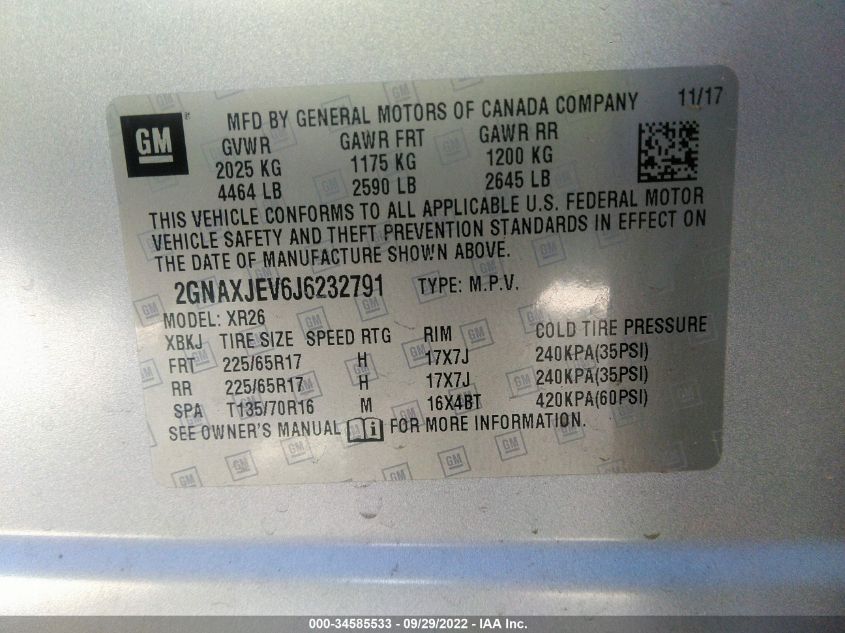 GM
MFD BY GENERAL MOTORS OF CANADA COMPANY 11/17
GVWR GAWR FRT GAWR RR
2025 KG 1175 KG 1200 KG
4464 LB 2590 LB 2645 LB
THIS VEHICLE CONFORMS TO ALL APPLICABLE U.S. FEDERAL MOTOR
VEHICLE SAFETY AND THEFT PREVENTION STANDARDS IN EFFECT ON
THE DATE OF MANUFACTURE SHOWN ABOVE.
2GNAXJEV6J6232791 TYPE: M.P.V.
MODEL: XR26
XBKJ TIRE SIZE SPEED RTG RIM COLD TIRE PRESSURE
FRT 225/65R17 H 17X7J 240KPA(35PSI)
RR 225/65R17 H 17X7J 240KPA(35PSI)
SPA T135/70R16 M 16X4BT 420KPA(60PSI)
SEE OWNER'S MANUAL FOR MORE INFORMATION.
000-34585533 - 09/29/2022 - IAA Inc.